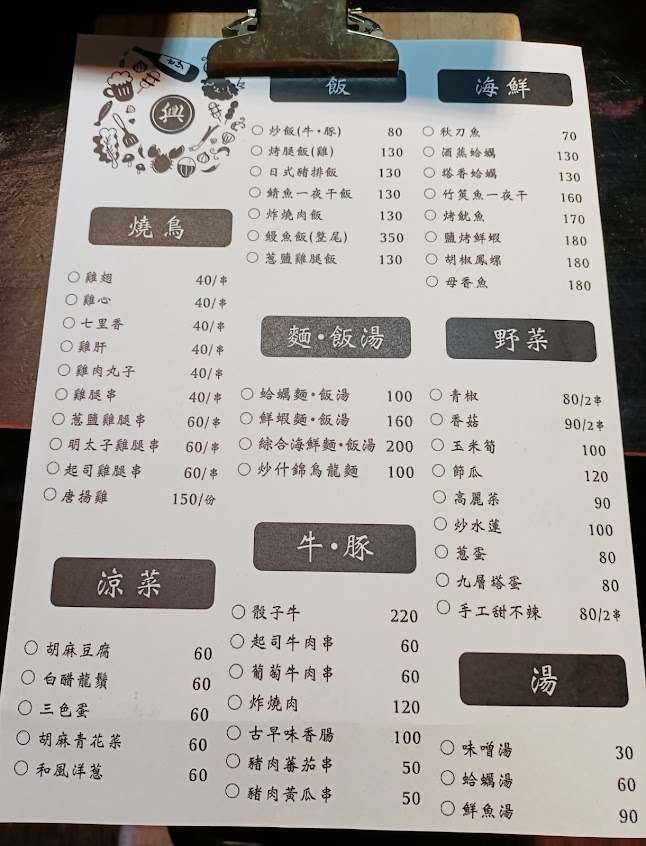 興
燒鳥
雞翅 40/串
雞心 40/串
七里香 40/串
雞肝 40/串
雞肉丸子 40/串
雞腿串 40/串
蔥鹽雞腿串 60/串
明太子雞腿串 60/串
起司雞腿串 60/串
唐揚雞 150/份
涼菜
胡麻豆腐 60
白醋龍鬚 60
三色蛋 60
胡麻青花菜 60
和風洋蔥 60
飯
炒飯(牛·豚) 80
烤腿飯(雞) 130
日式豬排飯 130
鯖魚一夜干飯 130
炸燒肉飯 130
鰻魚飯(整尾) 350
蔥鹽雞腿飯 130
麵·飯湯
蛤蠣麵·飯湯 100
鮮蝦麵·飯湯 160
綜合海鮮麵·飯湯 200
炒什錦烏龍麵 100
牛·豚
骰子牛 220
起司牛肉串 60
葡萄牛肉串 60
炸燒肉 120
古早味香腸 100
豬肉蕃茄串 50
豬肉黃瓜串 50
海鮮
秋刀魚 70
酒蒸蛤蠣 130
塔香蛤蠣 130
竹筴魚一夜干 160
烤魷魚 170
鹽烤鮮蝦 180
胡椒鳳螺 180
母香魚 180
野菜
青椒 80/2串
香菇 90/2串
玉米筍 100
節瓜 120
高麗菜 90
炒水蓮 100
蔥蛋 80
九層塔蛋 80
手工甜不辣 80/2串
湯
味噌湯 30
蛤蠣湯 60
鮮魚湯 90